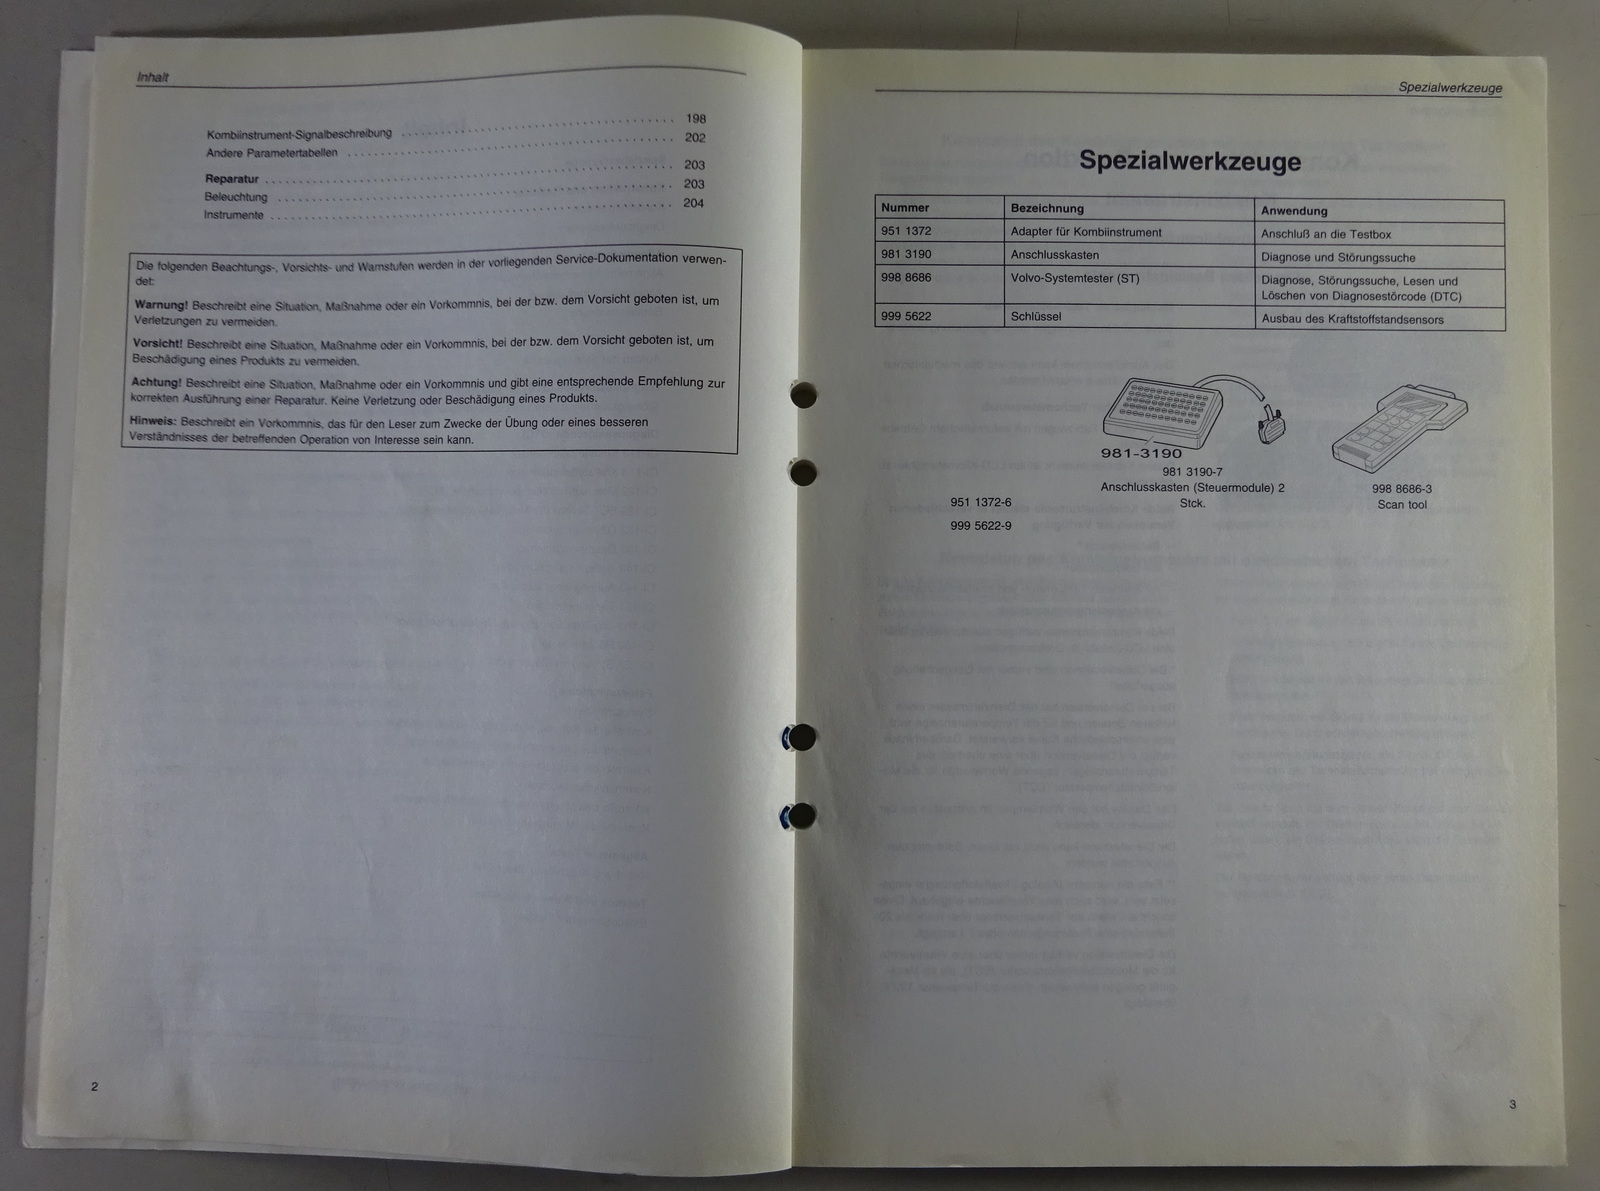 Inhalt
Kombiinstrument-Signalbeschreibung 198
Andere Parametertabellen 202
Reparatur 203
Beleuchtung 203
Instrumente 204
Die folgenden Beachtungs-, Vorsichts- und Warnstufen werden in der vorliegenden Service-Dokumentation verwen-
det:
Warnung! Beschreibt eine Situation, Maßnahme oder ein Vorkommnis, bei der bzw. dem Vorsicht geboten ist, um
Verletzungen zu vermeiden.
Vorsicht! Beschreibt eine Situation, Maßnahme oder ein Vorkommnis, bei der bzw. dem Vorsicht geboten ist, um
Beschädigung eines Produkts zu vermeiden.
Achtung! Beschreibt eine Situation, Maßnahme oder ein Vorkommnis und gibt eine entsprechende Empfehlung zur
korrekten Ausführung einer Reparatur. Keine Verletzung oder Beschädigung eines Produkts.
Hinweis: Beschreibt ein Vorkommnis, das für den Leser zum Zwecke der Übung oder eines besseren
Verständnisses der betreffenden Operation von Interesse sein kann.
2
Spezialwerkzeuge
Spezialwerkzeuge
Nummer Bezeichnung Anwendung
951 1372 Adapter für Kombiinstrument Anschluß an die Testbox
981 3190 Anschlusskasten Diagnose und Störungssuche
998 8686 Volvo-Systemtester (ST) Diagnose, Störungssuche, Lesen und
Löschen von Diagnosestörcode (DTC)
999 5622 Schlüssel Ausbau des Kraftstoffstandsensors
981-3190
981 3190-7
Anschlusskasten (Steuermodule) 2
Stck.
998 8686-3
Scan tool
951 1372-6
999 5622-9
3